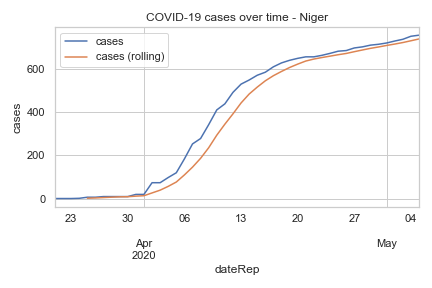 COVID-19 cases over time - Niger
cases
cases (rolling)
cases
600
400
200
0
23 30 06 13 20 27 04
Apr May
2020
dateRep